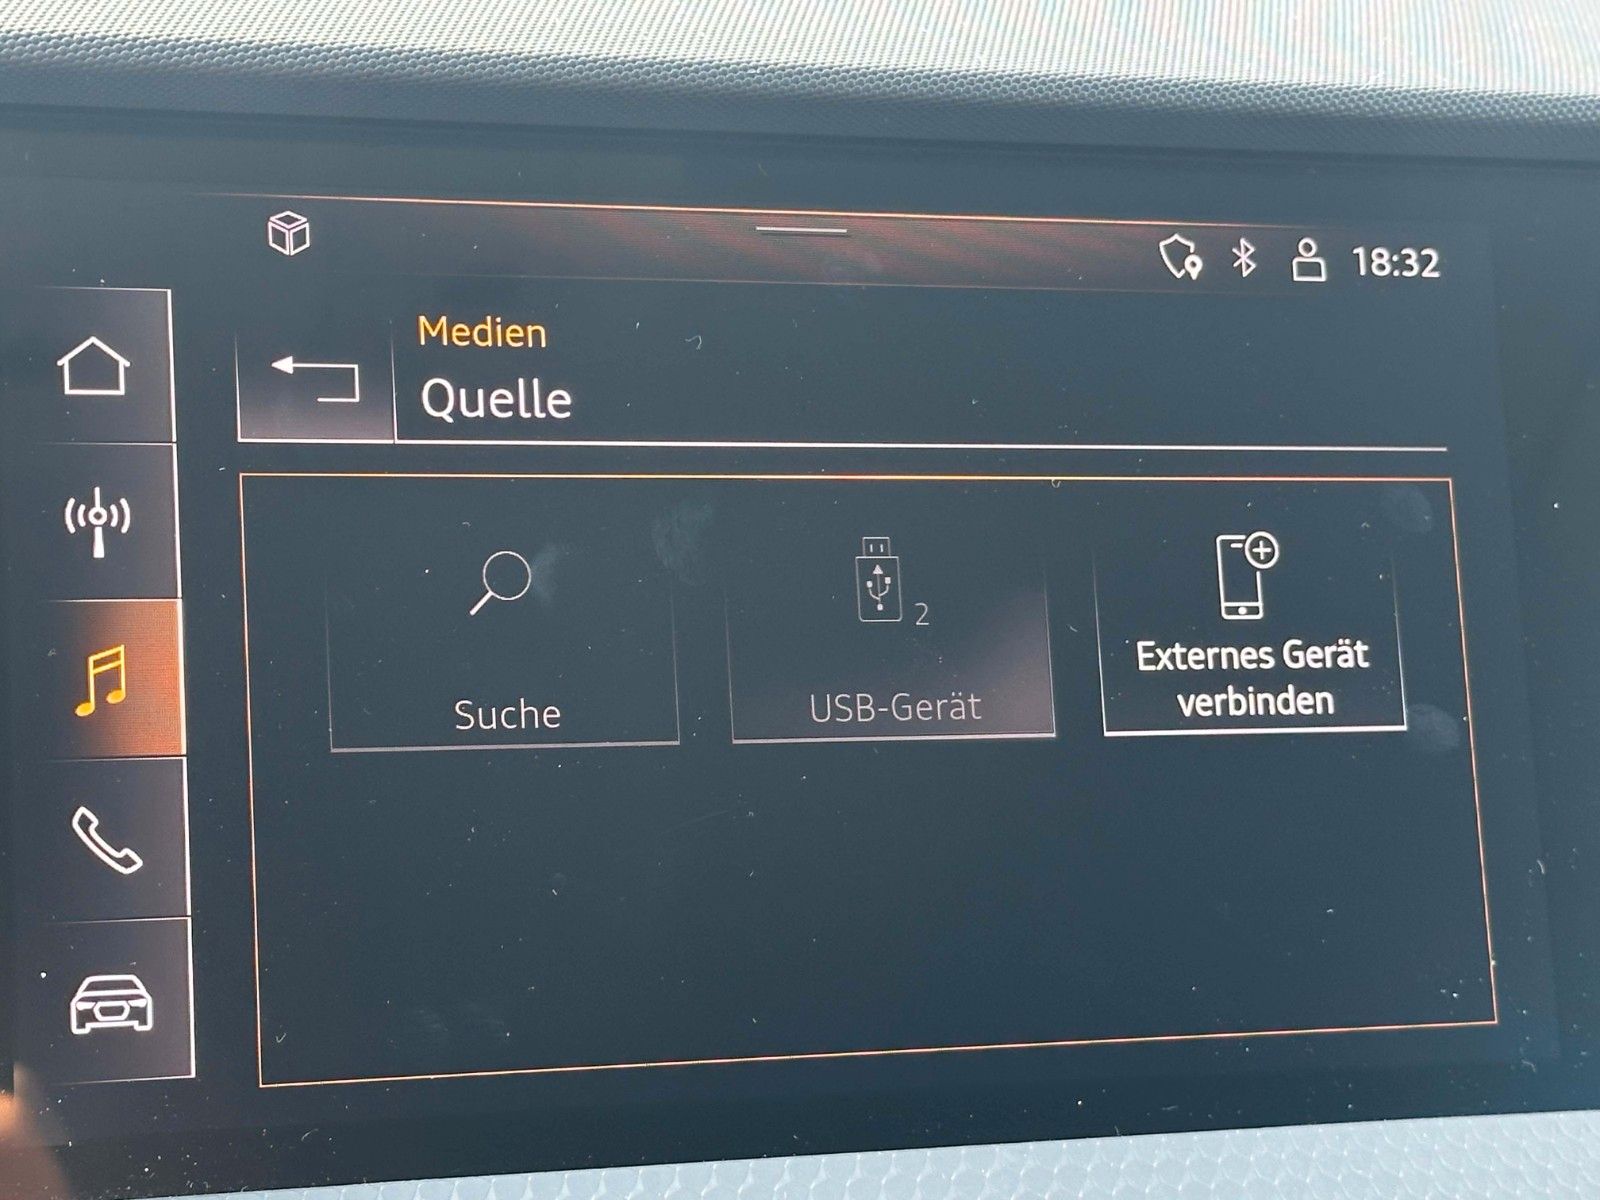 18:32
Medien
Quelle
2
Suche
USB-Gerät
Externes Gerät
verbinden